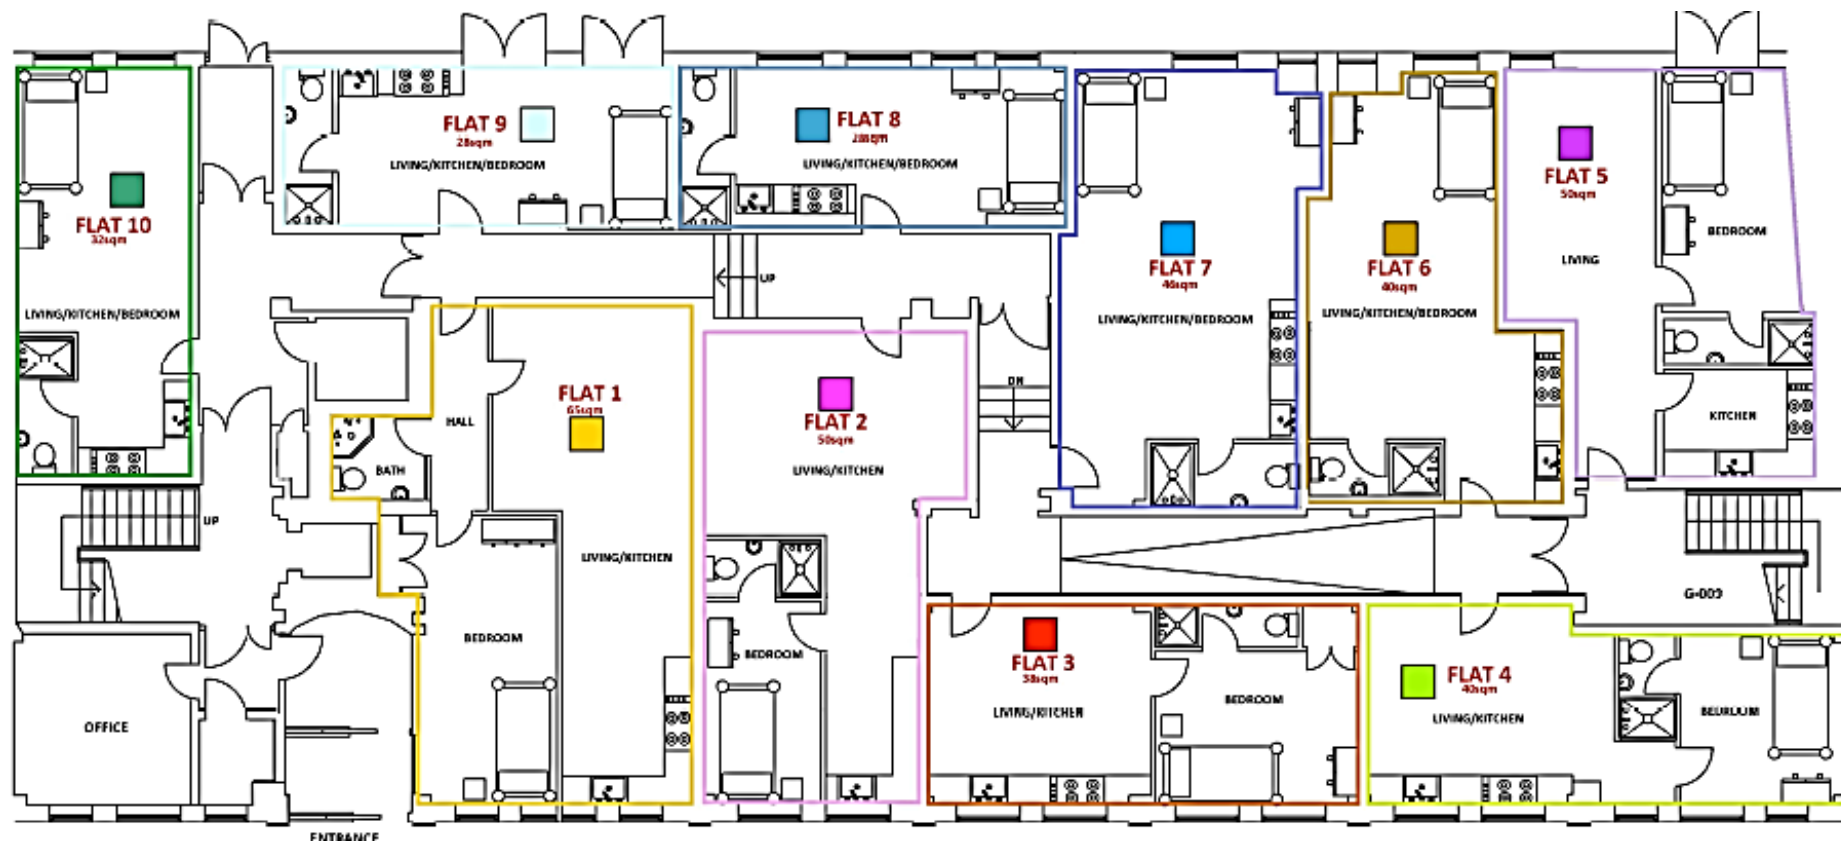 FLAT 9
28sqm
LIVING/KITCHEN/BEDROOM
FLAT 8
28sqm
LIVING/KITCHEN/BEDROOM
FLAT 10
32sqm
LIVING/KITCHEN/BEDROOM
FLAT 7
46sqm
LIVING/KITCHEN/BEDROOM
FLAT 6
40sqm
LIVING/KITCHEN/BEDROOM
FLAT 5
50sqm
LIVING
BEDROOM
KITCHEN
UP
DN
FLAT 1
65sqm
HALL
BATH
LIVING/KITCHEN
BEDROOM
FLAT 2
50sqm
LIVING/KITCHEN
BEDROOM
UP
G-009
FLAT 3
38sqm
LIVING/KITCHEN
BEDROOM
FLAT 4
40sqm
LIVING/KITCHEN
BEDROOM
OFFICE
ENTRANCE